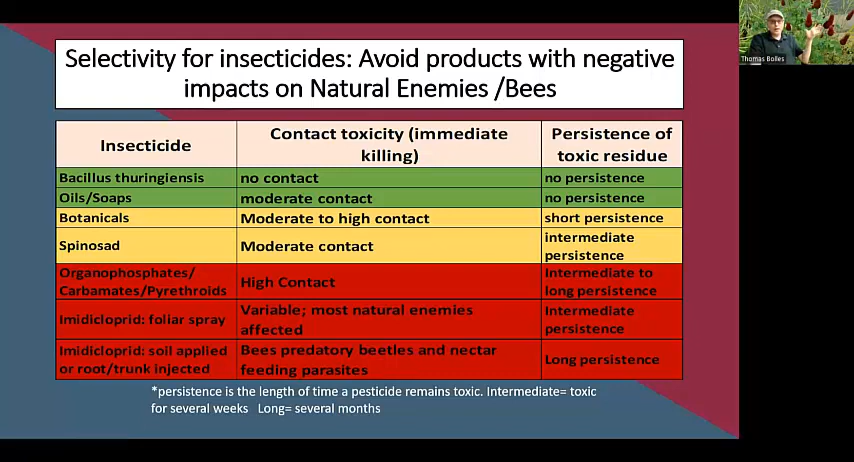 Selectivity for insecticides: Avoid products with negative
impacts on Natural Enemies /Bees
Thomas Bolles
Insecticide
Contact toxicity (immediate
killing)
Persistence of
toxic residue
Bacillus thuringiensis
no contact
no persistence
Oils/Soaps
moderate contact
no persistence
Botanicals
Moderate to high contact
short persistence
Spinosad
Moderate contact
intermediate
persistence
Organophosphates/
Carbamates/Pyrethroids
High Contact
Intermediate to
long persistence
Imidicloprid: foliar spray
Variable; most natural enemies
affected
Intermediate
persistence
Imidicloprid: soil applied
or root/trunk injected
Bees predatory beetles and nectar
feeding parasites
Long persistence
*persistence is the length of time a pesticide remains toxic. Intermediate= toxic
for several weeks Long= several months